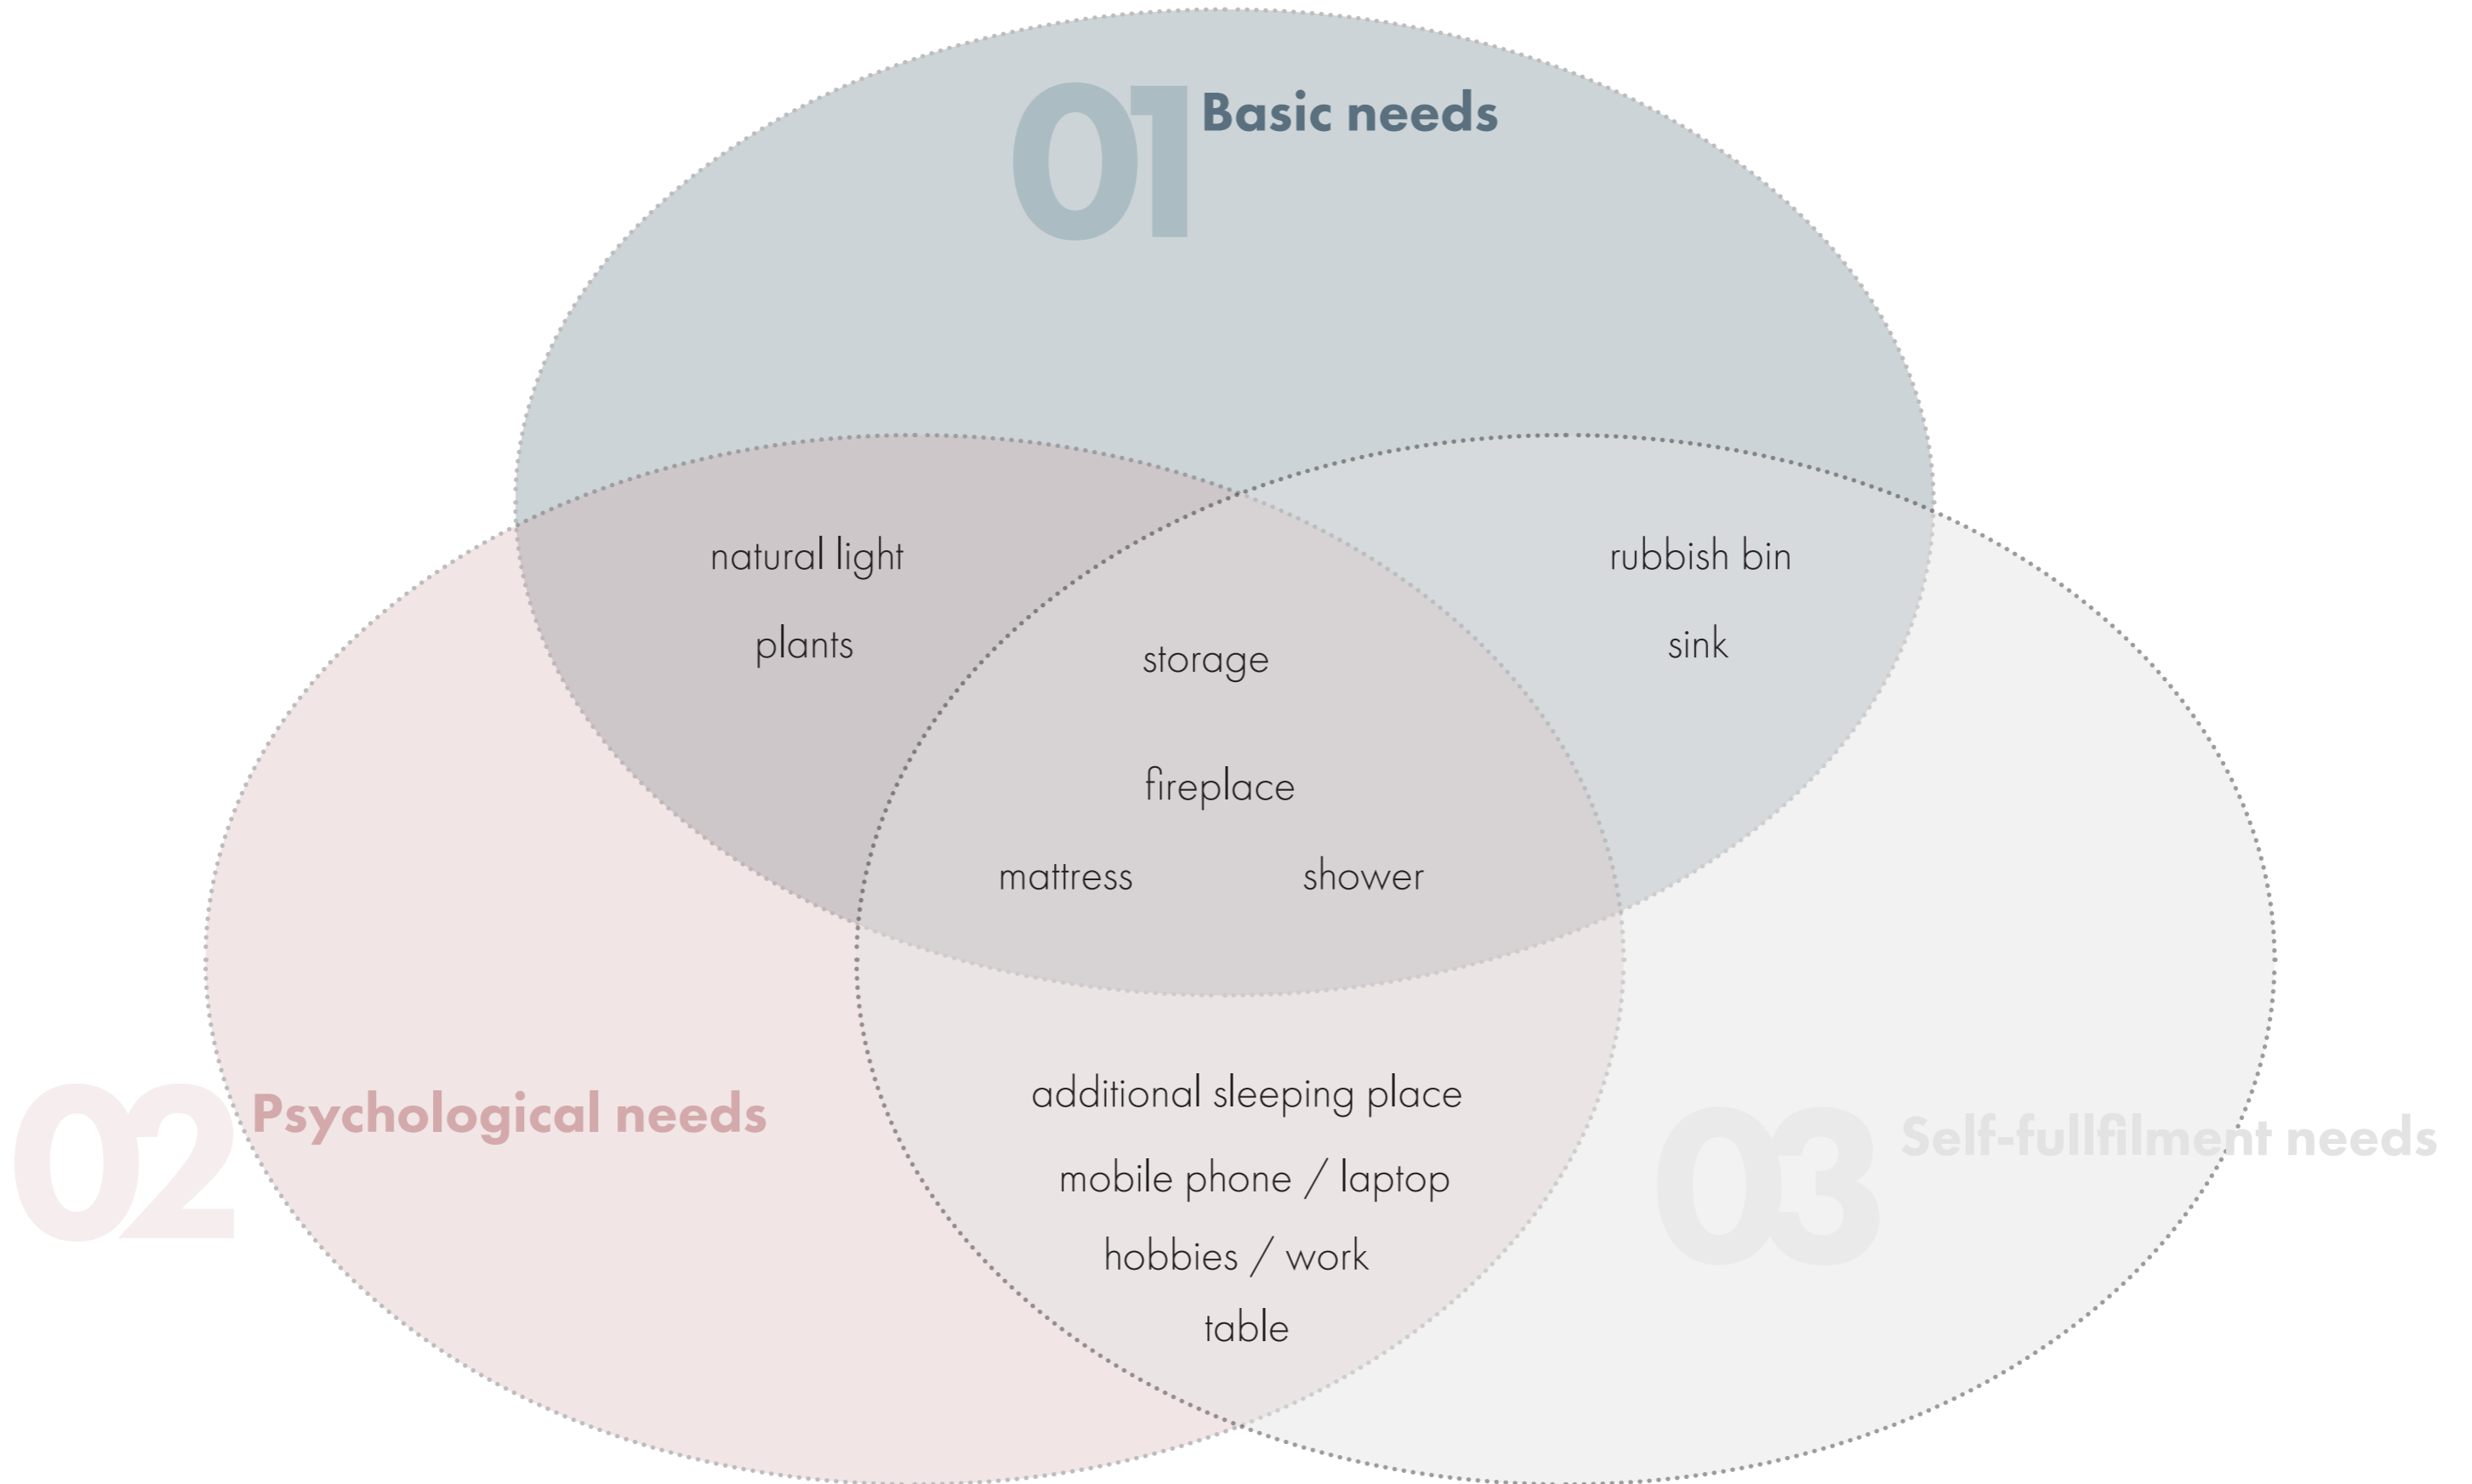 01 Basic needs
natural light
plants
rubbish bin
sink
storage
fireplace
mattress
shower
02 Psychological needs
additional sleeping place
mobile phone / laptop
hobbies / work
table
03 Self-fullfilment needs